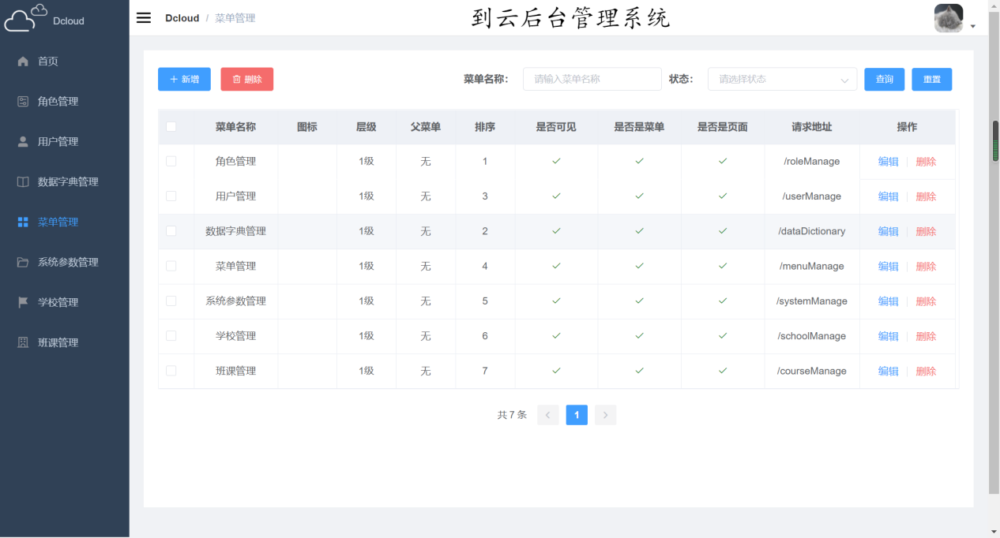 Dcloud
首页
角色管理
用户管理
数据字典管理
菜单管理
系统参数管理
学校管理
班课管理
Dcloud / 菜单管理
到云后台管理系统
+ 新增 删除 菜单名称: 请输入菜单名称 状态: 请选择状态 查询 重置
菜单名称 图标 层级 父菜单 排序 是否可见 是否是菜单 是否是页面 请求地址 操作
角色管理 1级 无 1 ✓ ✓ ✓ /roleManage 编辑 删除
用户管理 1级 无 3 ✓ ✓ ✓ /userManage 编辑 删除
数据字典管理 1级 无 2 ✓ ✓ ✓ /dataDictionary 编辑 删除
菜单管理 1级 无 4 ✓ ✓ ✓ /menuManage 编辑 删除
系统参数管理 1级 无 5 ✓ ✓ ✓ /systemManage 编辑 删除
学校管理 1级 无 6 ✓ ✓ ✓ /schoolManage 编辑 删除
班课管理 1级 无 7 ✓ ✓ ✓ /courseManage 编辑 删除
共 7 条 < 1 >